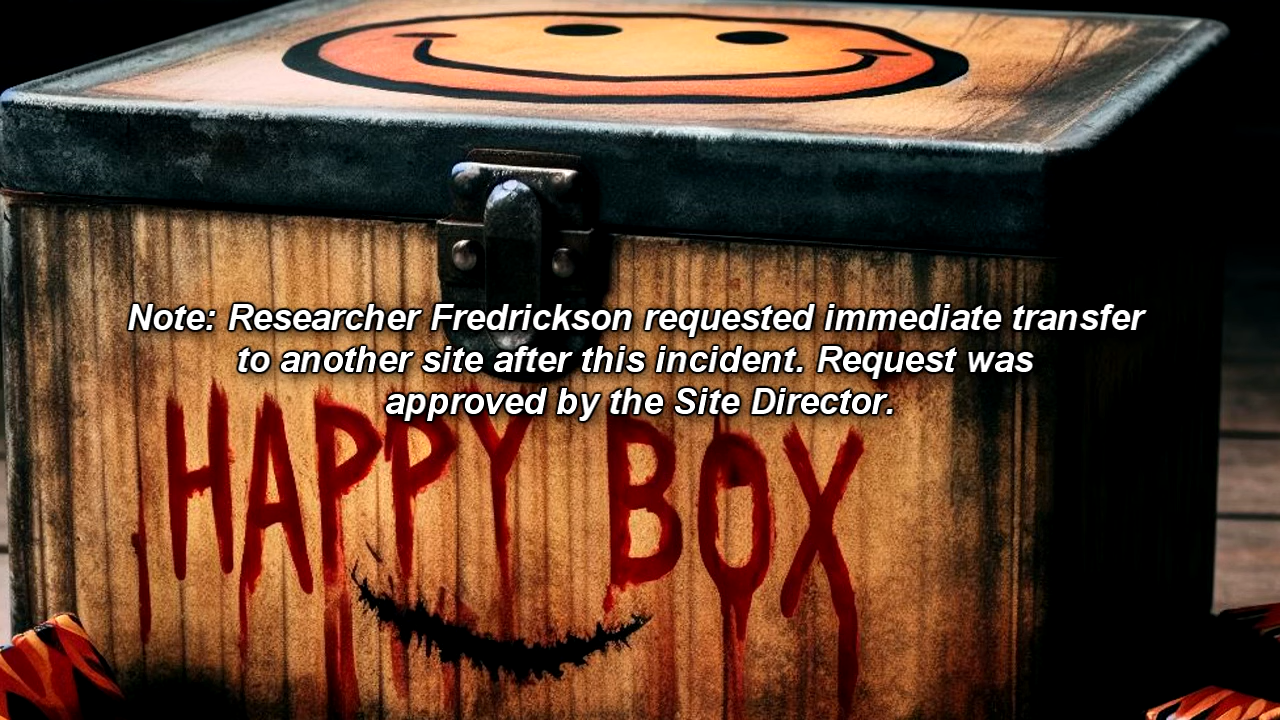 Note: Researcher Fredrickson requested immediate transfer
to another site after this incident. Request was
approved by the Site Director.
HAPPY BOX